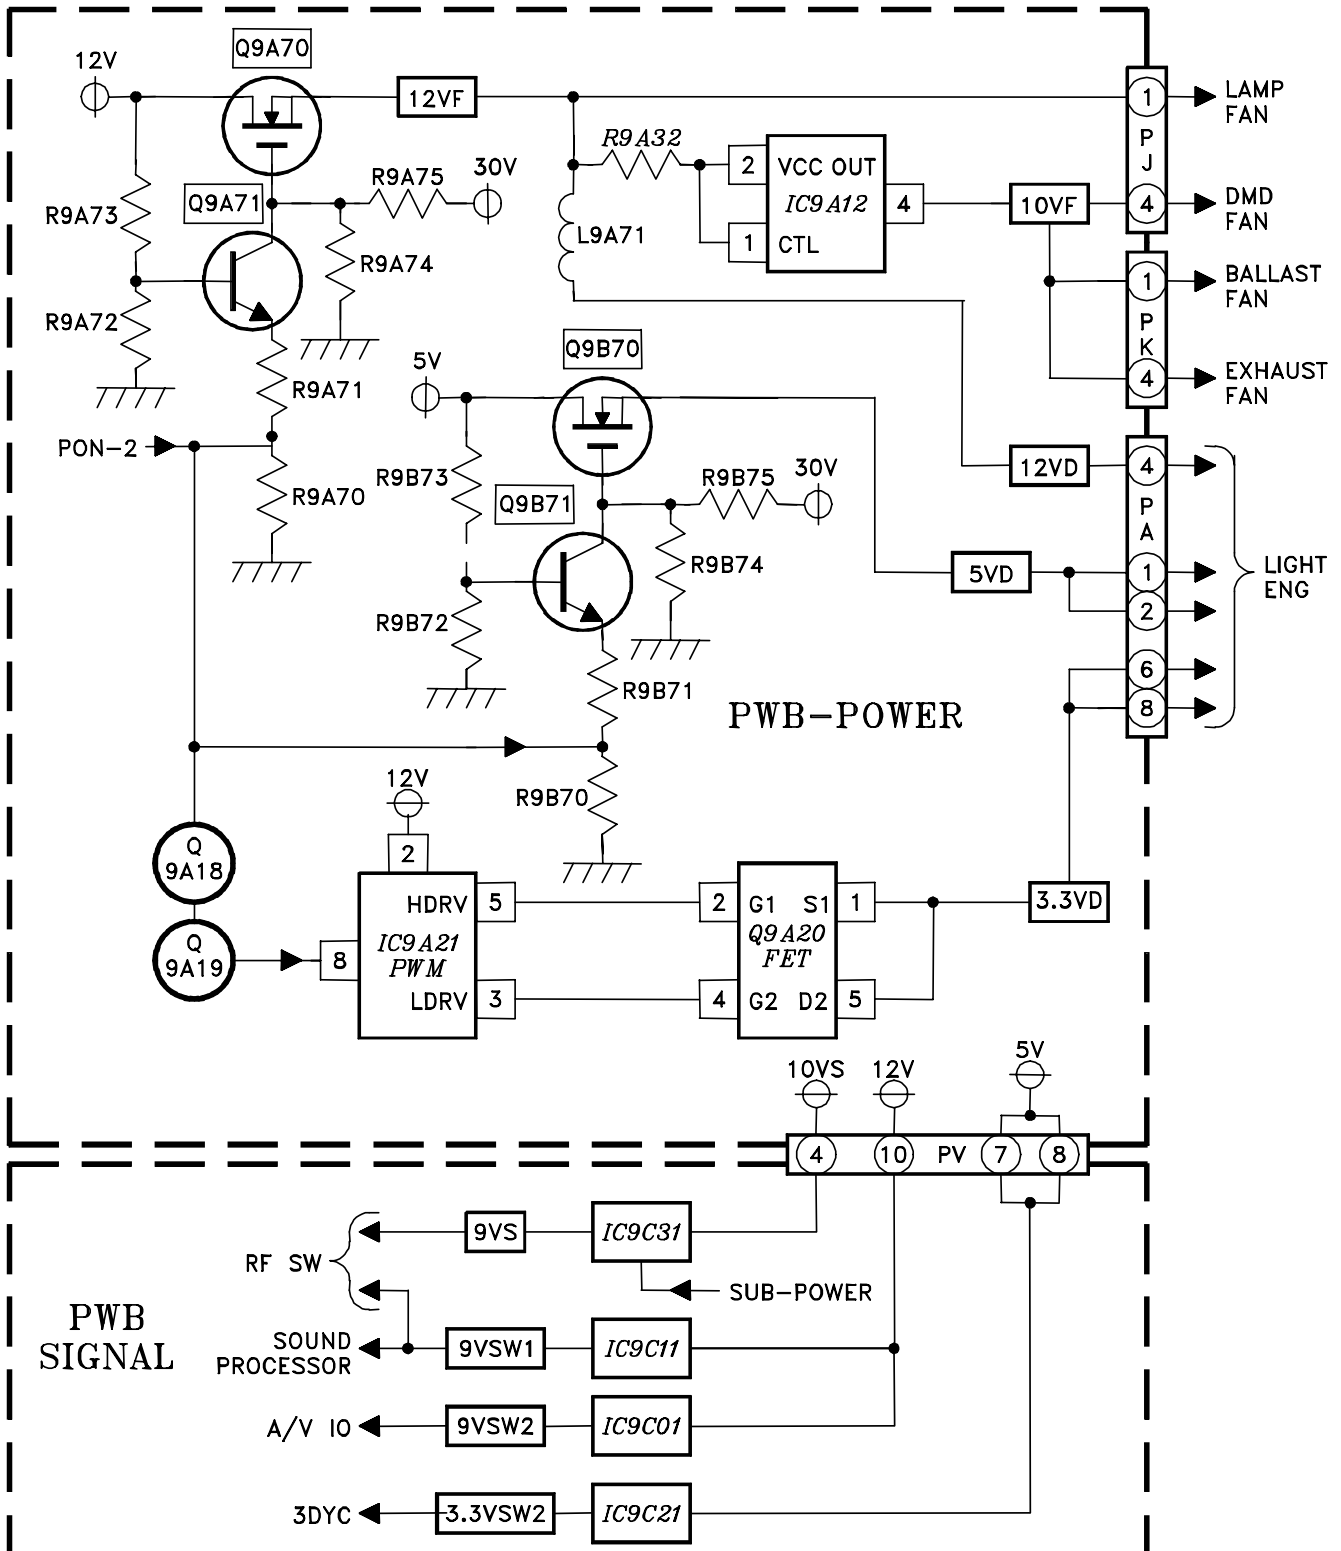 Q9A70
12V
12VF
1
LAMP
FAN
P
J
R9A32
2
VCC OUT
IC9A12
4
1
CTL
R9A75
30V
Q9A71
R9A73
L9A71
R9A74
10VF
4
DMD
FAN
1
BALLAST
FAN
P
K
4
EXHAUST
FAN
R9A72
R9A71
Q9B70
5V
PON-2
R9A70
R9B73
R9B75
30V
Q9B71
R9B74
12VD
4
P
A
5VD
1
2
LIGHT
ENG
6
8
R9B72
R9B71
PWB-POWER
R9B70
12V
2
Q
9A18
Q
9A19
8
HDRV
5
IC9A21
PWM
LDRV
3
2
G1
S1
1
Q9A20
FET
4
G2
D2
5
3.3VD
10VS
12V
5V
4
10
PV
7
8
RF SW
9VS
IC9C31
SUB-POWER
PWB
SIGNAL
SOUND
PROCESSOR
9VSW1
IC9C11
A/V IO
9VSW2
IC9C01
3DYC
3.3VSW2
IC9C21